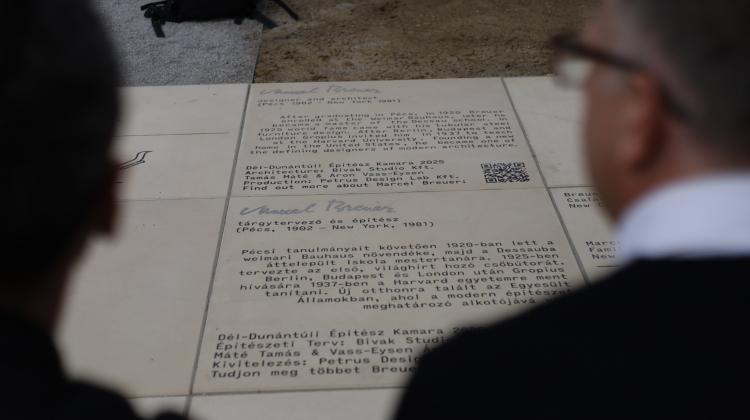 Marcel Breuer
designer and architect
(Pécs 1902 - New York 1981)
After graduating in Pécs, in 1920 Breuer
enrolled at the Weimar Bauhaus, later he
became a master of the Dessau school. In
1925 world fame came with his tubular steel
furniture design. After Berlin, Budapest and
London Gropius invited him in 1937 to teach
at the Harvard University. Founding a new
home in the United States, he became one of
the defining designers of modern architecture.
Dél-Dunántúli Építész Kamara 2025
Architecture: Bivak Studio Kft.
Tamás Máté & Áron Vass-Eysen
Production: Petrus Design Lab Kft.
Find out more about Marcel Breuer:
Marcel Breuer
tárgytervező és építész
(Pécs, 1902 – New York, 1981)
Pécsi tanulmányait követően 1920-ban lett a
weimari Bauhaus növendéke, majd a Dessauba
áttelepült iskola mestertanára. 1925-ben
tervezte az első, világhírt hozó csőbútorát.
Berlin, Budapest és London után Gropius
hívására 1937-ben a Harvard egyetemre ment
tanítani. Új otthonra talált az Egyesült
Államokban, ahol a modern építészet
meghatározó alkotójává
Dél-Dunántúli Építész Kamara
Építészeti Terv: Bivak Studio
Máté Tamás & Vass-Eysen
Kivitelezés: Petrus Desig
Tudjon meg többet Breue
Breu
Csalá
New
Marc
Fami
New